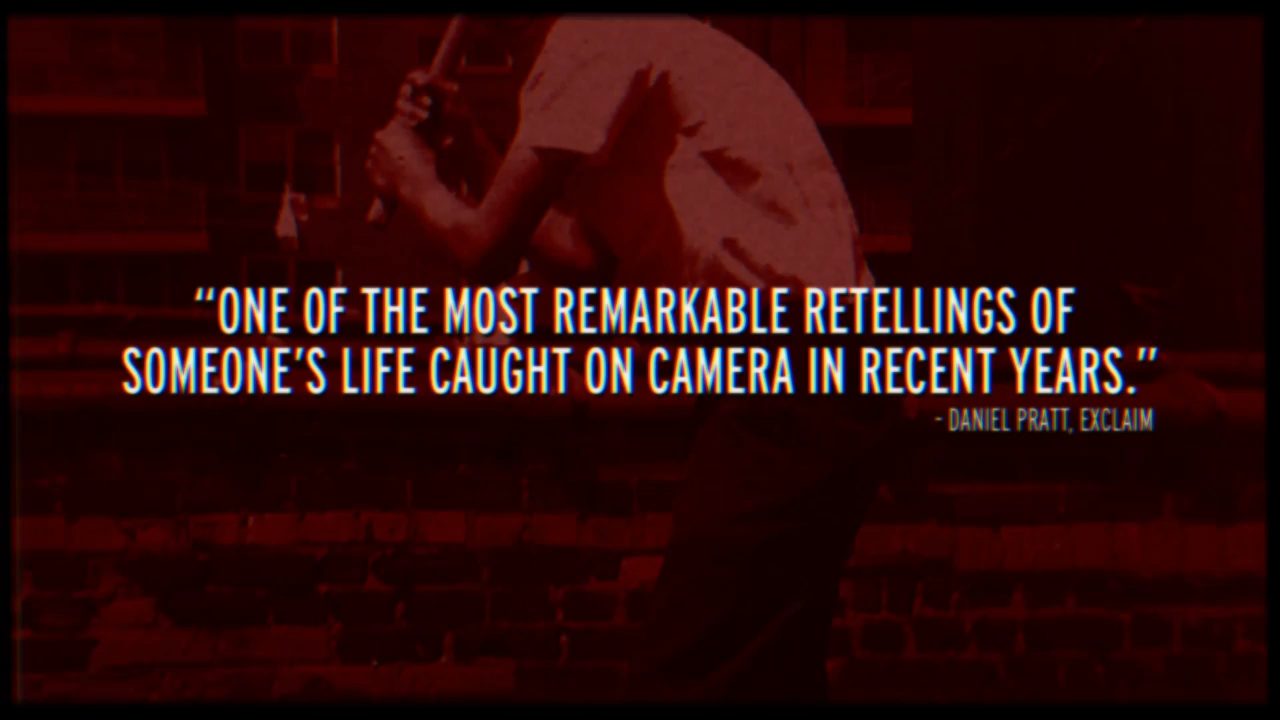 “ONE OF THE MOST REMARKABLE RETELLINGS OF
SOMEONE’S LIFE CAUGHT ON CAMERA IN RECENT YEARS.”
- DANIEL PRATT, EXCLAIM